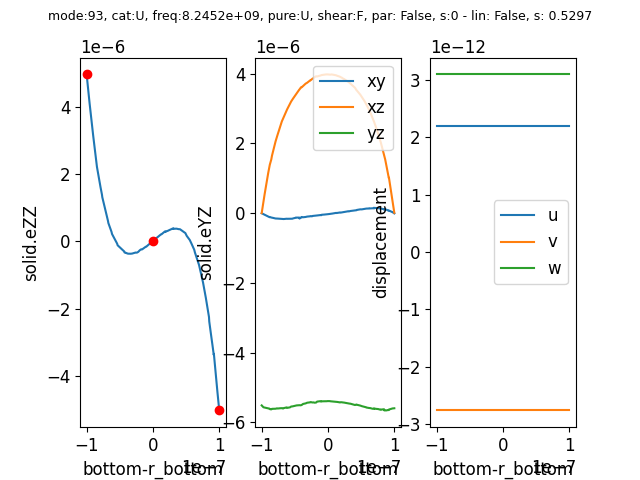 mode:93, cat:U, freq:8.2452e+09, pure:U, shear:F, par: False, s:0 - lin: False, s: 0.5297
1e−6
4
2
0
−2
−4
−1
0
1
1e−7
bottom-r_bottom
solid.eZZ
1e−6
4
2
0
−2
−4
−6
−1
0
1
1e−7
bottom-r_bottom
solid.eYZ
xy
xz
yz
1e−12
3
2
1
0
−1
−2
−3
−1
0
1
1e−7
bottom-r_bottom
displacement
u
v
w